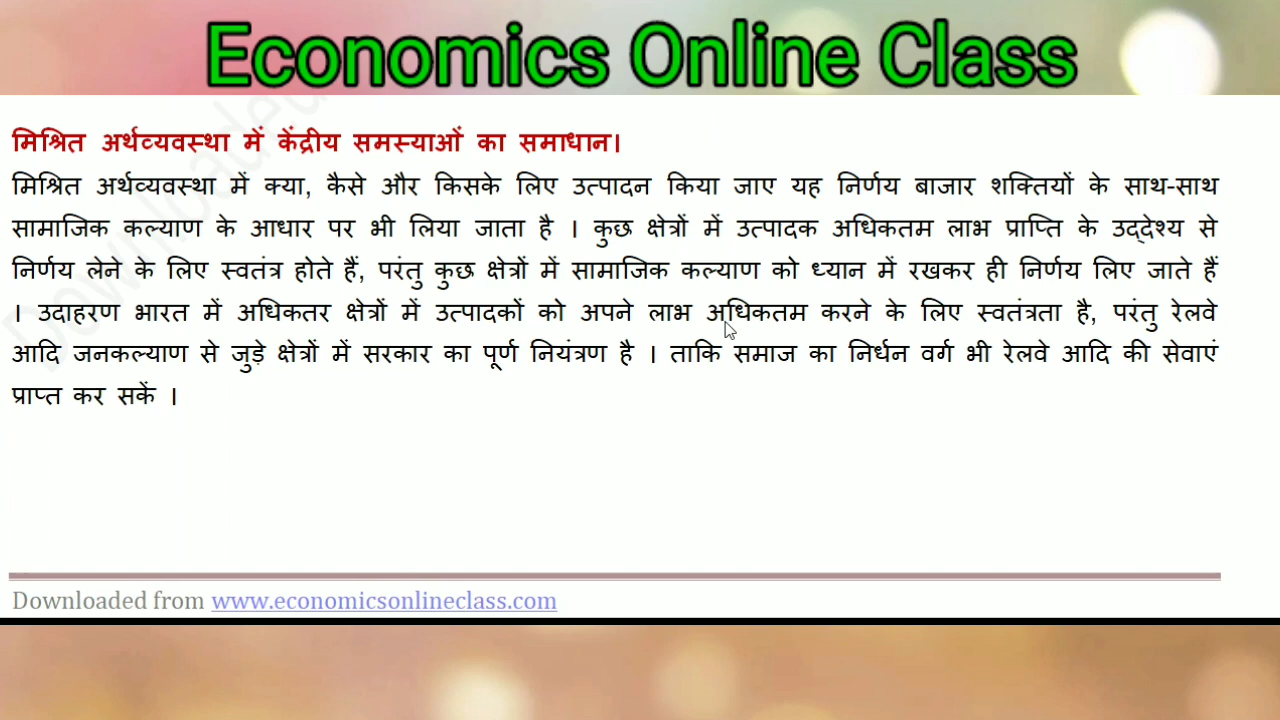 Economics Online Class
मिश्रित अर्थव्यवस्था में केंद्रीय समस्याओं का समाधान।
मिश्रित अर्थव्यवस्था में क्या, कैसे और किसके लिए उत्पादन किया जाए यह निर्णय बाजार शक्तियों के साथ-साथ
सामाजिक कल्याण के आधार पर भी लिया जाता है । कुछ क्षेत्रों में उत्पादक अधिकतम लाभ प्राप्ति के उद्देश्य से
निर्णय लेने के लिए स्वतंत्र होते हैं, परंतु कुछ क्षेत्रों में सामाजिक कल्याण को ध्यान में रखकर ही निर्णय लिए जाते हैं
। उदाहरण भारत में अधिकतर क्षेत्रों में उत्पादकों को अपने लाभ अधिकतम करने के लिए स्वतंत्रता है, परंतु रेलवे
आदि जनकल्याण से जुड़े क्षेत्रों में सरकार का पूर्ण नियंत्रण है । ताकि समाज का निर्धन वर्ग भी रेलवे आदि की सेवाएं
प्राप्त कर सकें ।
Downloaded
Downloaded from www.economicsonlineclass.com